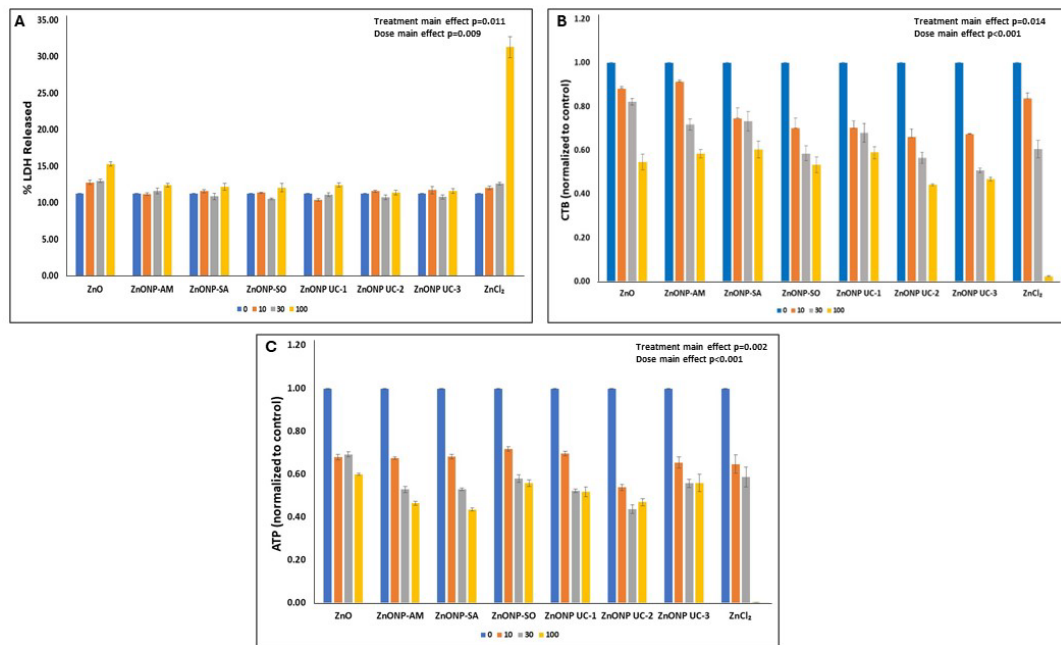 A
Treatment main effect p=0.011
Dose main effect p=0.009
% LDH Released
35.00
30.00
25.00
20.00
15.00
10.00
5.00
0.00
ZnO ZnONP-AM ZnONP-SA ZnONP-SO ZnONP UC-1 ZnONP UC-2 ZnONP UC-3 ZnCl₂
0 10 30 100
B
Treatment main effect p=0.014
Dose main effect p<0.001
CTB (normalized to control)
1.20
1.00
0.80
0.60
0.40
0.20
0.00
ZnO ZnONP-AM ZnONP-SA ZnONP-SO ZnONP UC-1 ZnONP UC-2 ZnONP UC-3 ZnCl₂
0 10 30 100
C
Treatment main effect p=0.002
Dose main effect p<0.001
ATP (normalized to control)
1.20
1.00
0.80
0.60
0.40
0.20
0.00
ZnO ZnONP-AM ZnONP-SA ZnONP-SO ZnONP UC-1 ZnONP UC-2 ZnONP UC-3 ZnCl₂
0 10 30 100